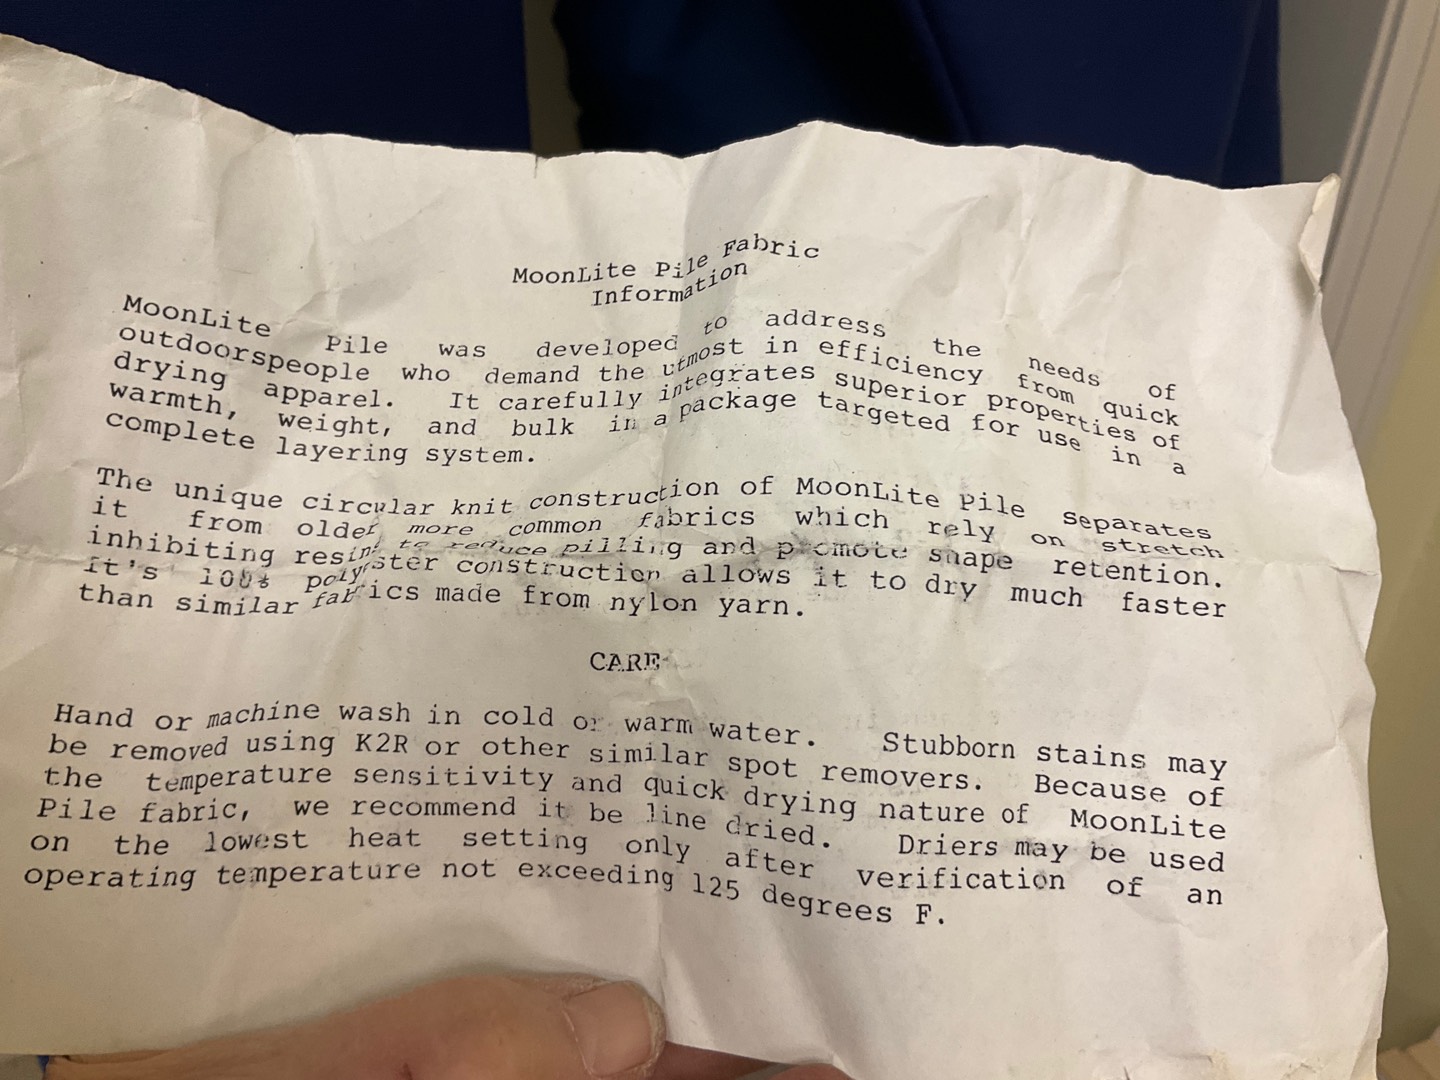 MoonLite Pile Fabric
Information
MoonLite Pile was developed to address the needs of
outdoorspeople who demand the utmost in efficiency from quick
drying apparel. It carefully integrates superior properties of
warmth, weight, and bulk in a package targeted for use in a
complete layering system.
The unique circular knit construction of MoonLite Pile separates
it from older more common fabrics which rely on stretch
inhibiting resins to reduce pilling and promote shape retention.
It's 100% polyester construction allows it to dry much faster
than similar fabrics made from nylon yarn.
CARE
Hand or machine wash in cold or warm water. Stubborn stains may
be removed using K2R or other similar spot removers. Because of
the temperature sensitivity and quick drying nature of MoonLite
Pile fabric, we recommend it be line dried. Driers may be used
on the lowest heat setting only after verification of an
operating temperature not exceeding 125 degrees F.